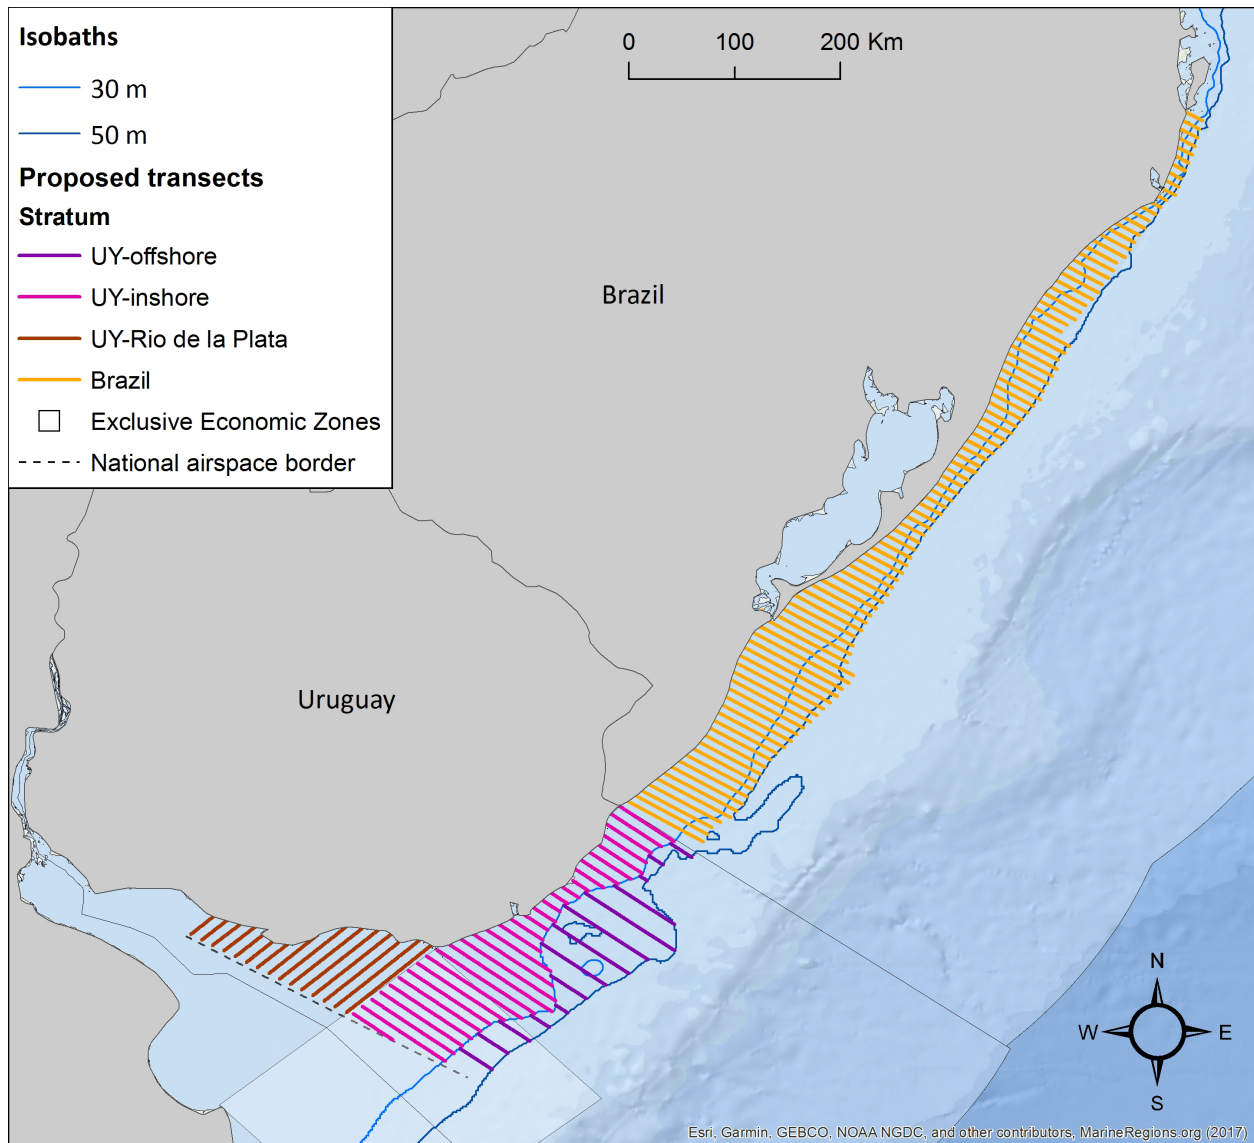 Isobaths
30 m
50 m
Proposed transects
Stratum
UY-offshore
UY-inshore
UY-Rio de la Plata
Brazil
Exclusive Economic Zones
National airspace border
0 100 200 Km
Brazil
Uruguay
N
W E
S
Esri, Garmin, GEBCO, NOAA NGDC, and other contributors, MarineRegions.org (2017)